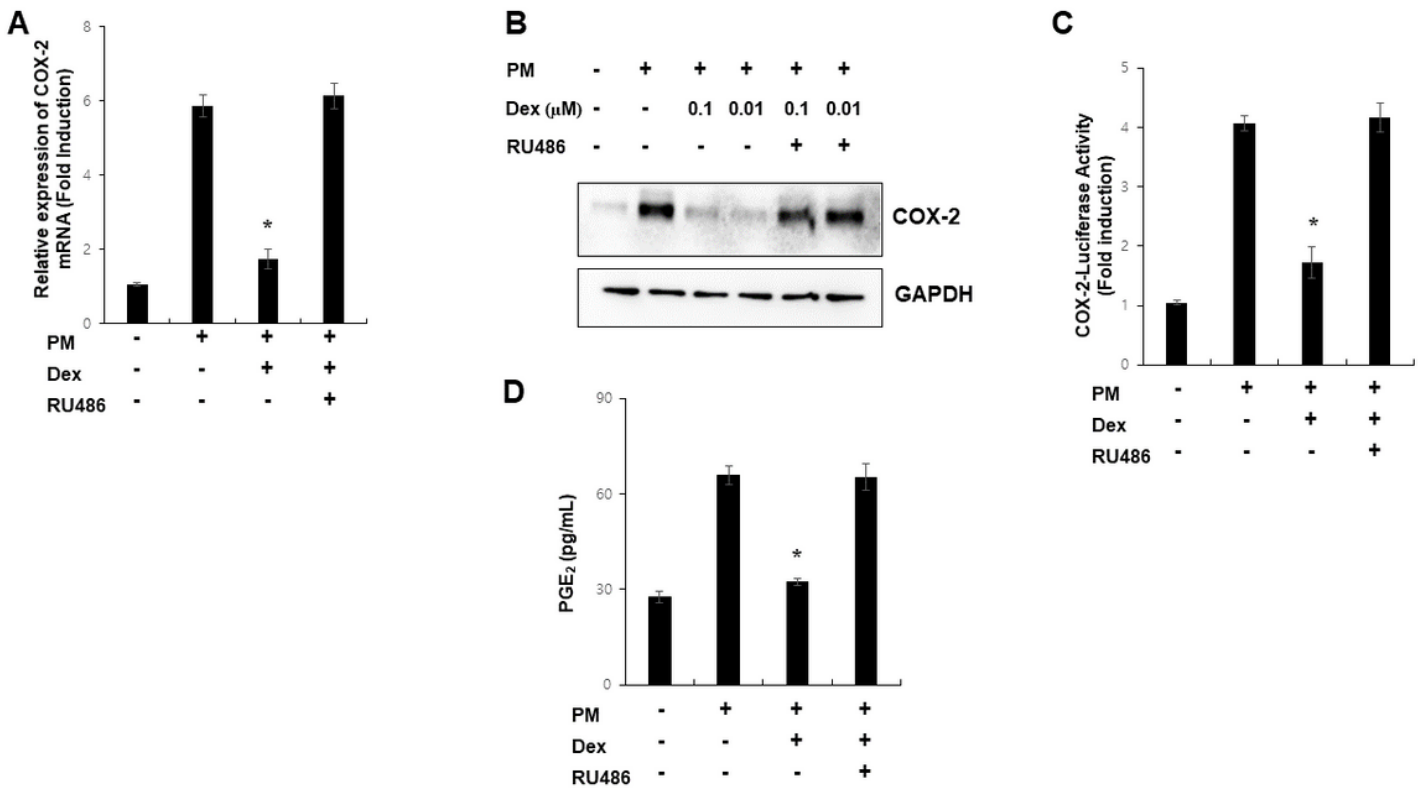 A
Relative expression of COX-2
mRNA (Fold Induction)
8
6
4
2
0
PM - + + +
Dex - - + +
RU486 - - - +
*
B
PM - + + + + +
Dex (μM) - - 0.1 0.01 0.1 0.01
RU486 - - - - + +
COX-2
GAPDH
C
COX-2-Luciferase Activity
(Fold induction)
5
4
3
2
1
0
*
PM - + + +
Dex - - + +
RU486 - - - +
D
PGE2 (pg/mL)
90
60
30
0
*
PM - + + +
Dex - - + +
RU486 - - - +